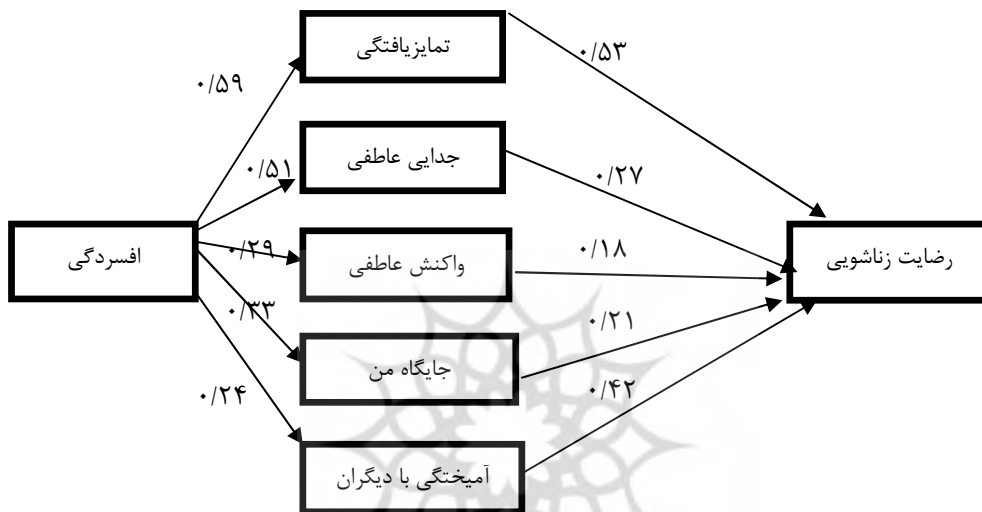 تمایزیافتگی
۰/۵۳
۰/۵۹
جدایی عاطفی
۰/۵۱
۰/۲۷
افسردگی
۰/۲۹
واکنش عاطفی
۰/۱۸
رضایت زناشویی
۰/۳۳
جایگاه من
۰/۲۱
۰/۲۴
۰/۴۲
آمیختگی با دیگران